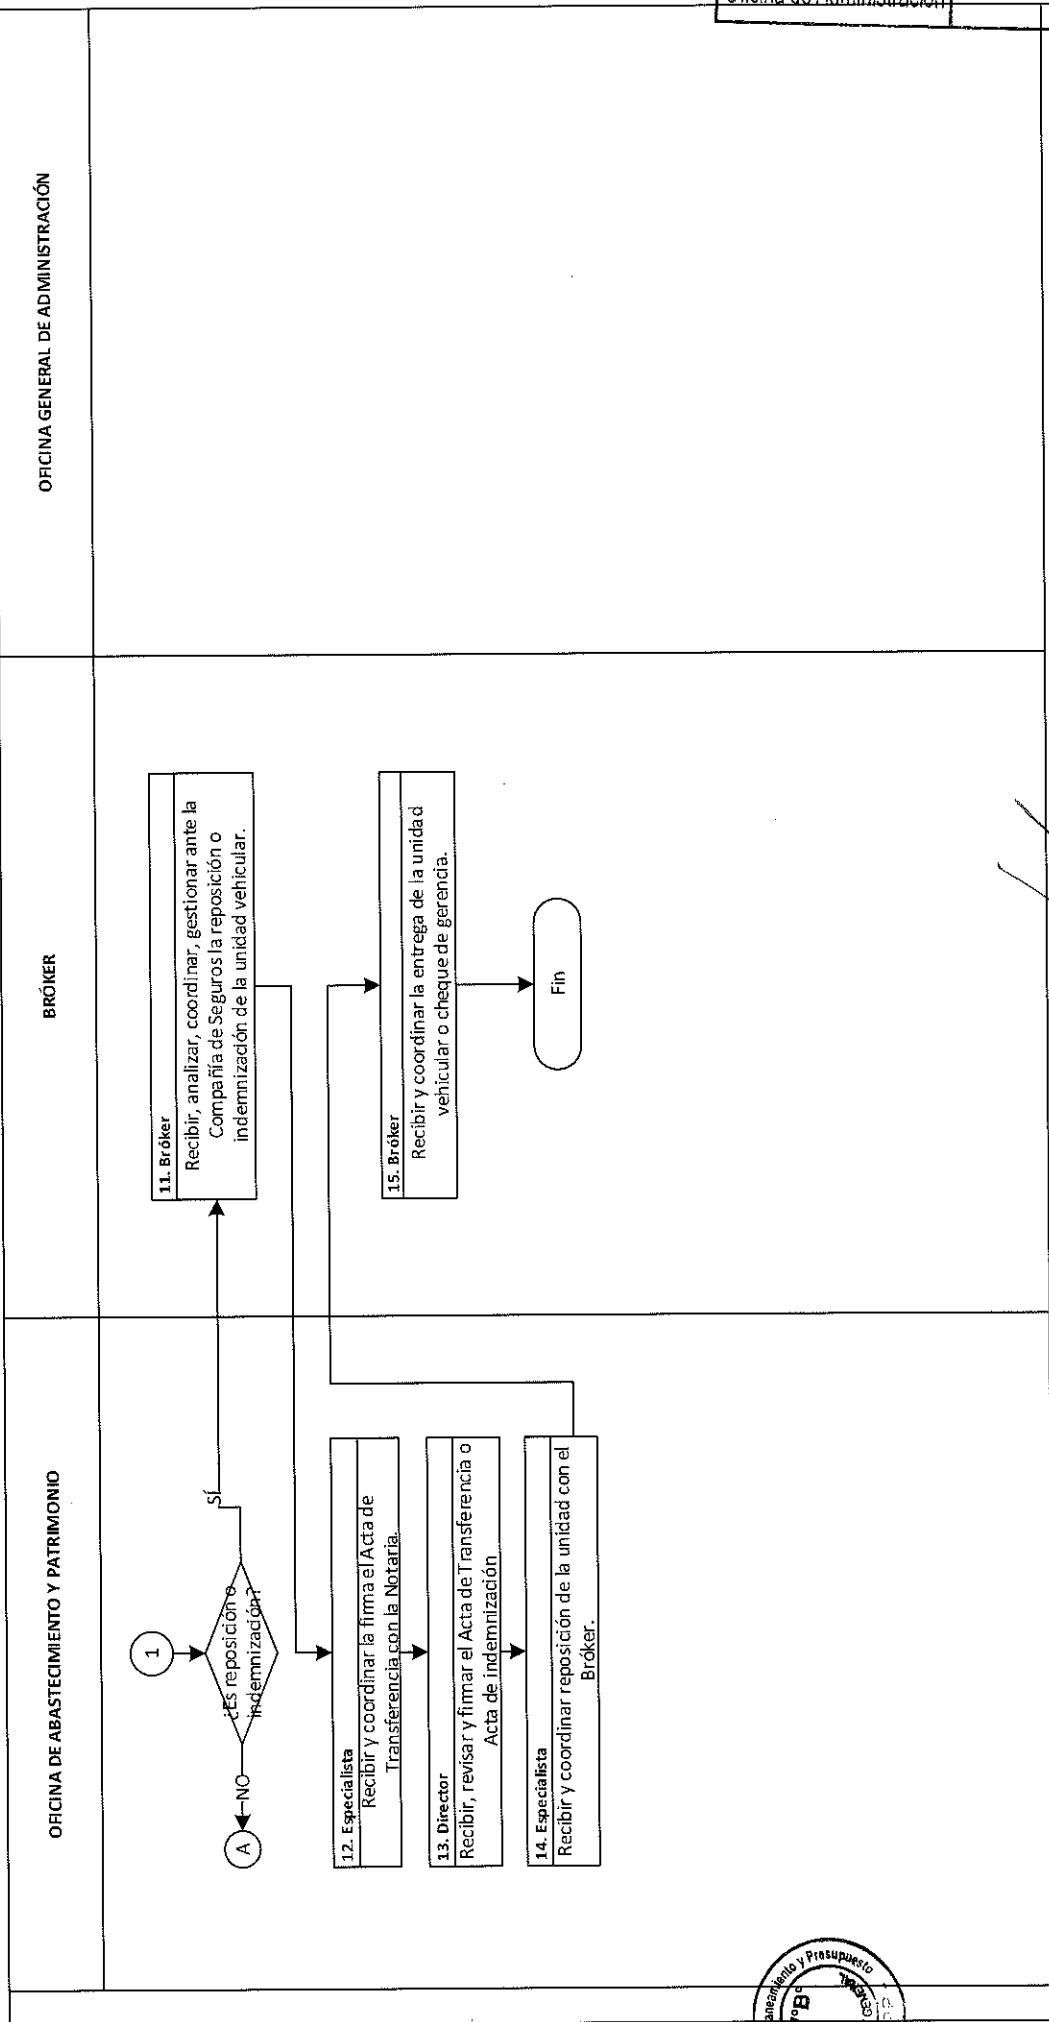 OFICINA DE ABASTECIMIENTO Y PATRIMONIO
BRÓKER
OFICINA GENERAL DE ADMINISTRACIÓN
1
¿Es reposición o
indemnización?
SÍ
NO
A
11. Bróker
Recibir, analizar, coordinar, gestionar ante la
Compañía de Seguros la reposición o
indemnización de la unidad vehicular.
12. Especialista
Recibir y coordinar la firma el Acta de
Transferencia con la Notaria.
13. Director
Recibir, revisar y firmar el Acta de Transferencia o
Acta de indemnización
14. Especialista
Recibir y coordinar reposición de la unidad con el
Bróker.
15. Bróker
Recibir y coordinar la entrega de la unidad
vehicular o cheque de gerencia.
Fin
Oficina de Administración
y Presupuesto